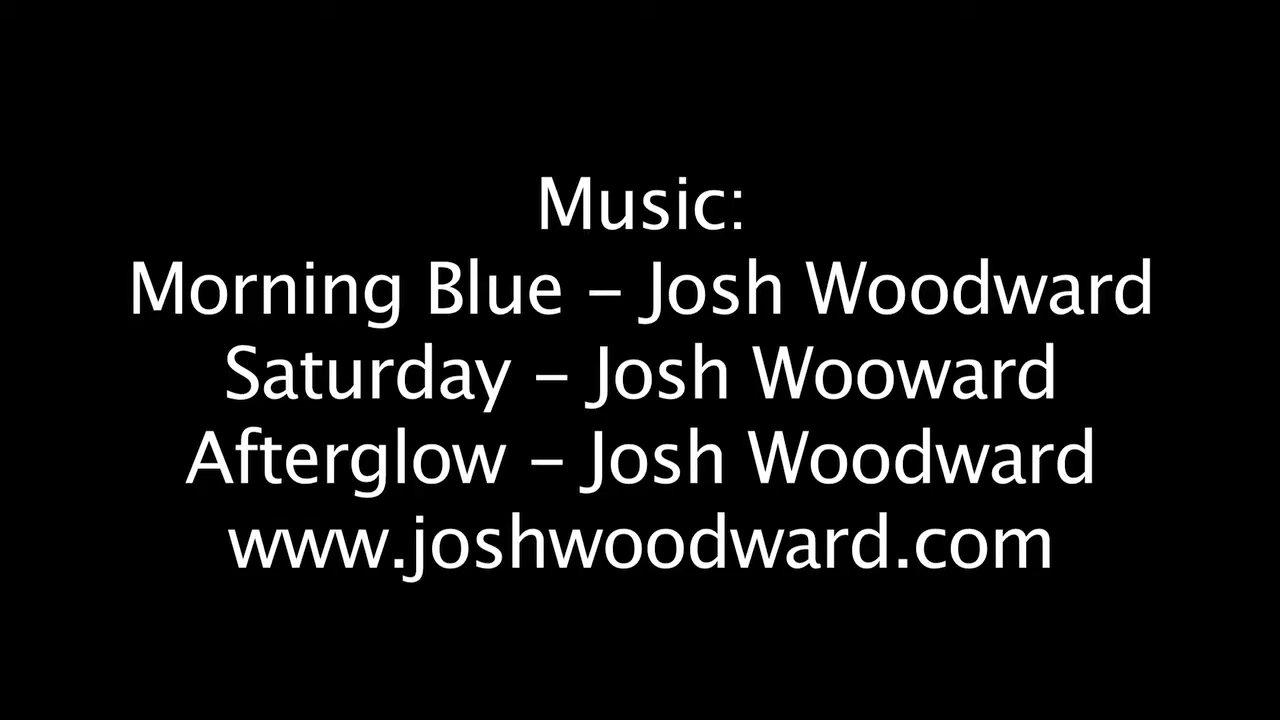 Music:
Morning Blue – Josh Woodward
Saturday – Josh Wooward
Afterglow – Josh Woodward
www.joshwoodward.com